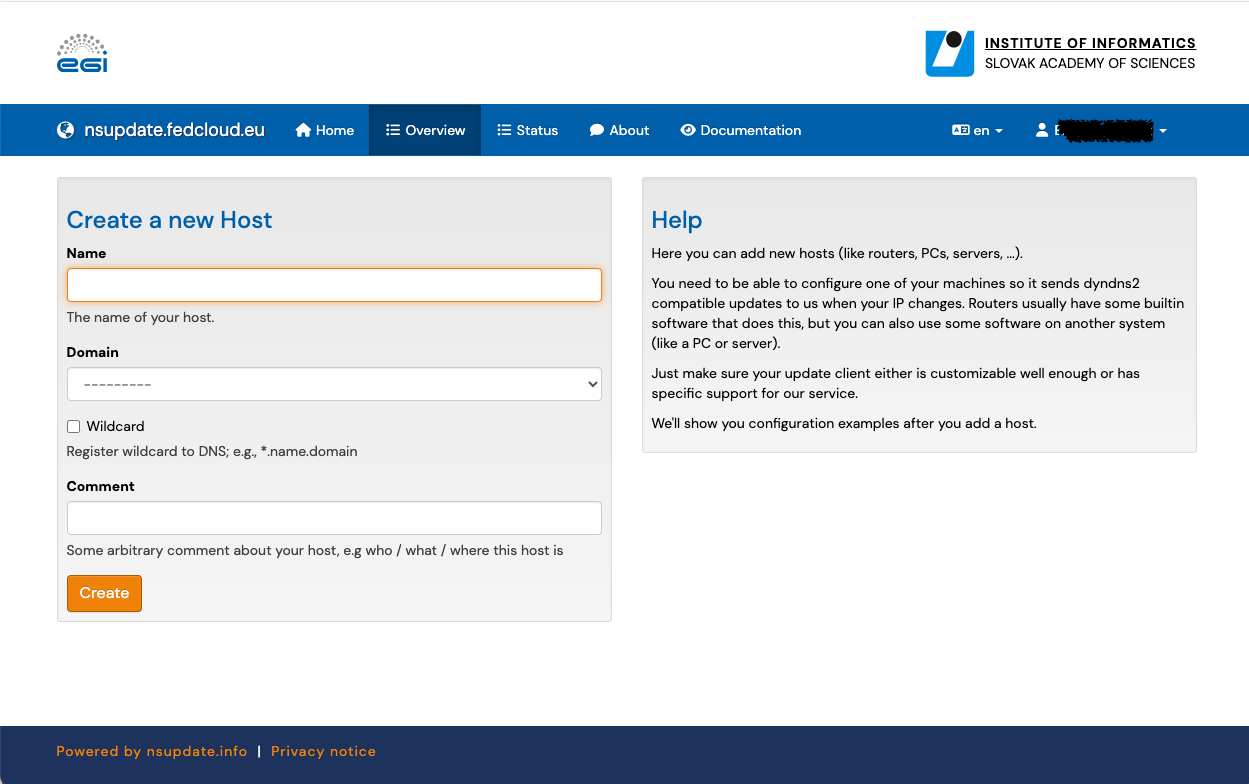 egi
INSTITUTE OF INFORMATICS
SLOVAK ACADEMY OF SCIENCES
nsupdate.fedcloud.eu Home Overview Status About Documentation en
Create a new Host
Name
The name of your host.
Domain
---------
Wildcard
Register wildcard to DNS; e.g., *.name.domain
Comment
Some arbitrary comment about your host, e.g who / what / where this host is
Create
Help
Here you can add new hosts (like routers, PCs, servers, ...).
You need to be able to configure one of your machines so it sends dyndns2
compatible updates to us when your IP changes. Routers usually have some builtin
software that does this, but you can also use some software on another system
(like a PC or server).
Just make sure your update client either is customizable well enough or has
specific support for our service.
We'll show you configuration examples after you add a host.
Powered by nsupdate.info | Privacy notice